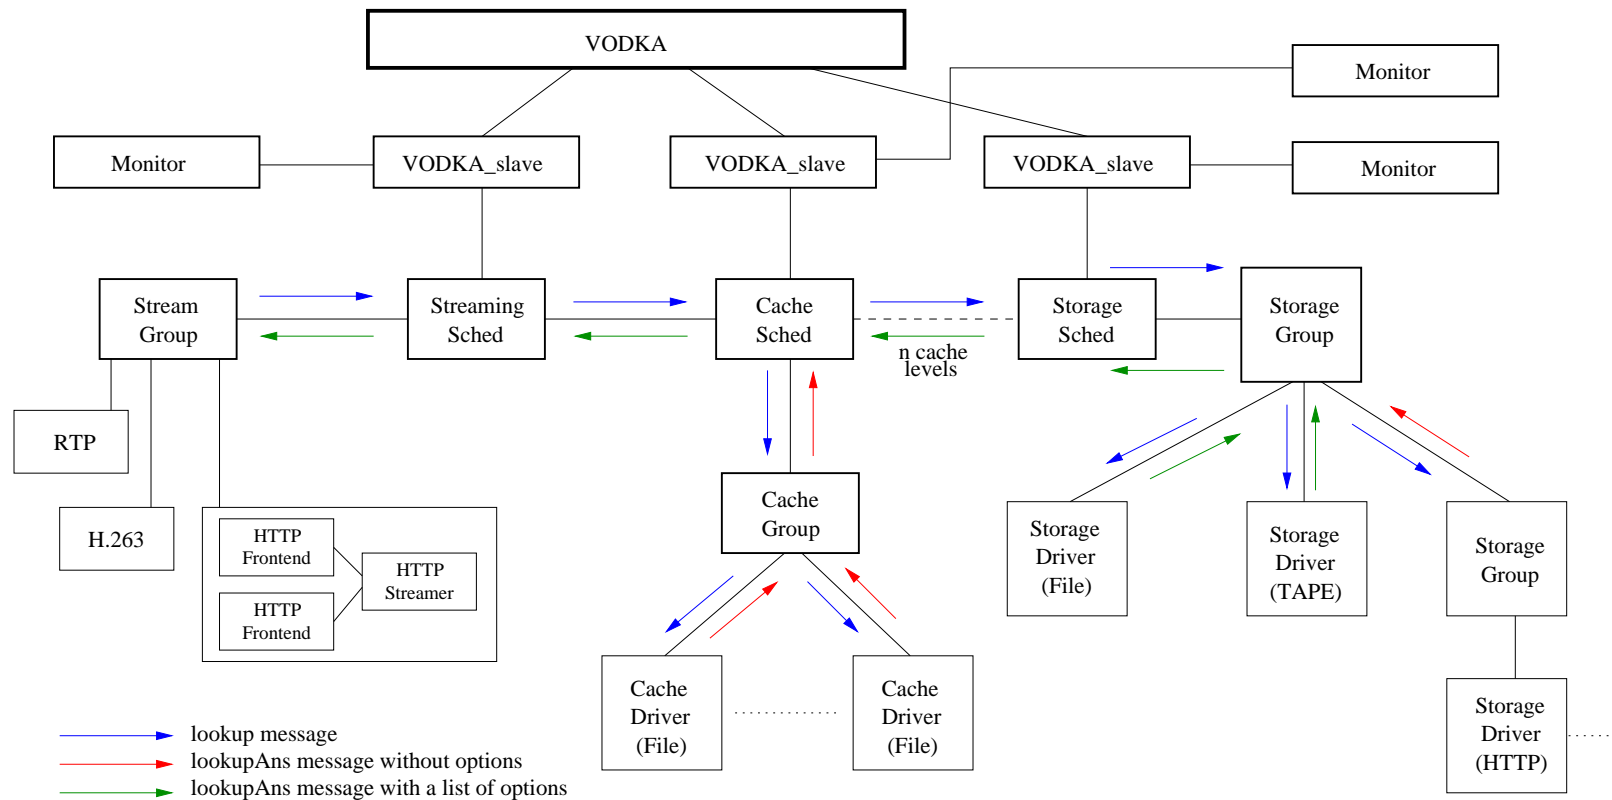 VODKA
Monitor
Monitor
VODKA_slave
VODKA_slave
VODKA_slave
Monitor
Stream
Group
Streaming
Sched
Cache
Sched
Storage
Sched
Storage
Group
n cache
levels
RTP
H.263
HTTP
Frontend
HTTP
Frontend
HTTP
Streamer
Cache
Group
Storage
Driver
(File)
Storage
Driver
(TAPE)
Storage
Group
Cache
Driver
(File)
Cache
Driver
(File)
Storage
Driver
(HTTP)
lookup message
lookupAns message without options
lookupAns message with a list of options